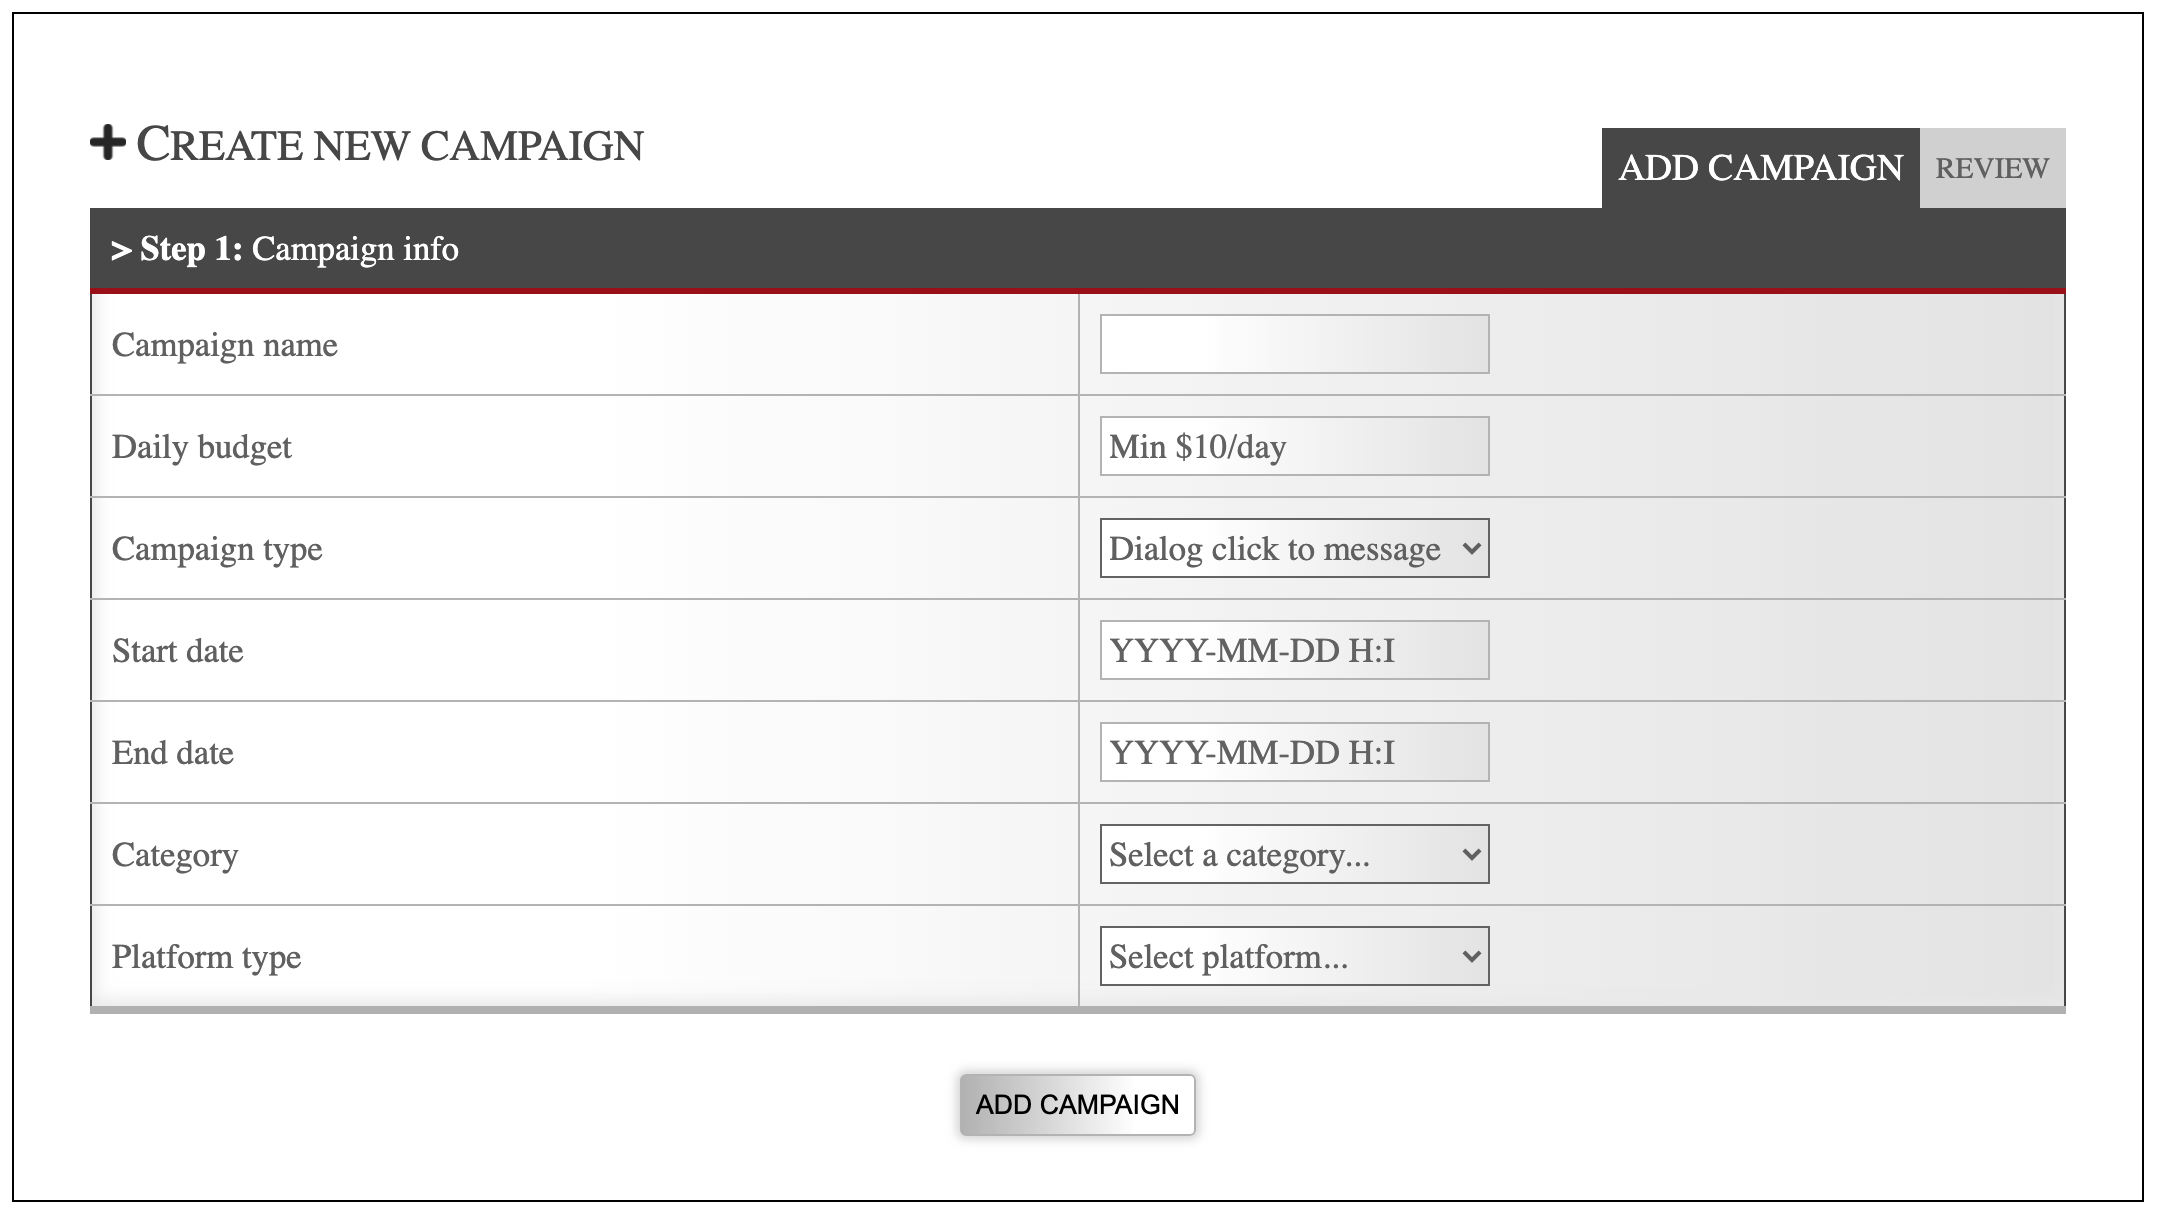 CREATE NEW CAMPAIGN
ADD CAMPAIGN REVIEW
> Step 1: Campaign info
Campaign name
Daily budget Min $10/day
Campaign type Dialog click to message
Start date YYYY-MM-DD H:I
End date YYYY-MM-DD H:I
Category Select a category...
Platform type Select platform...
ADD CAMPAIGN